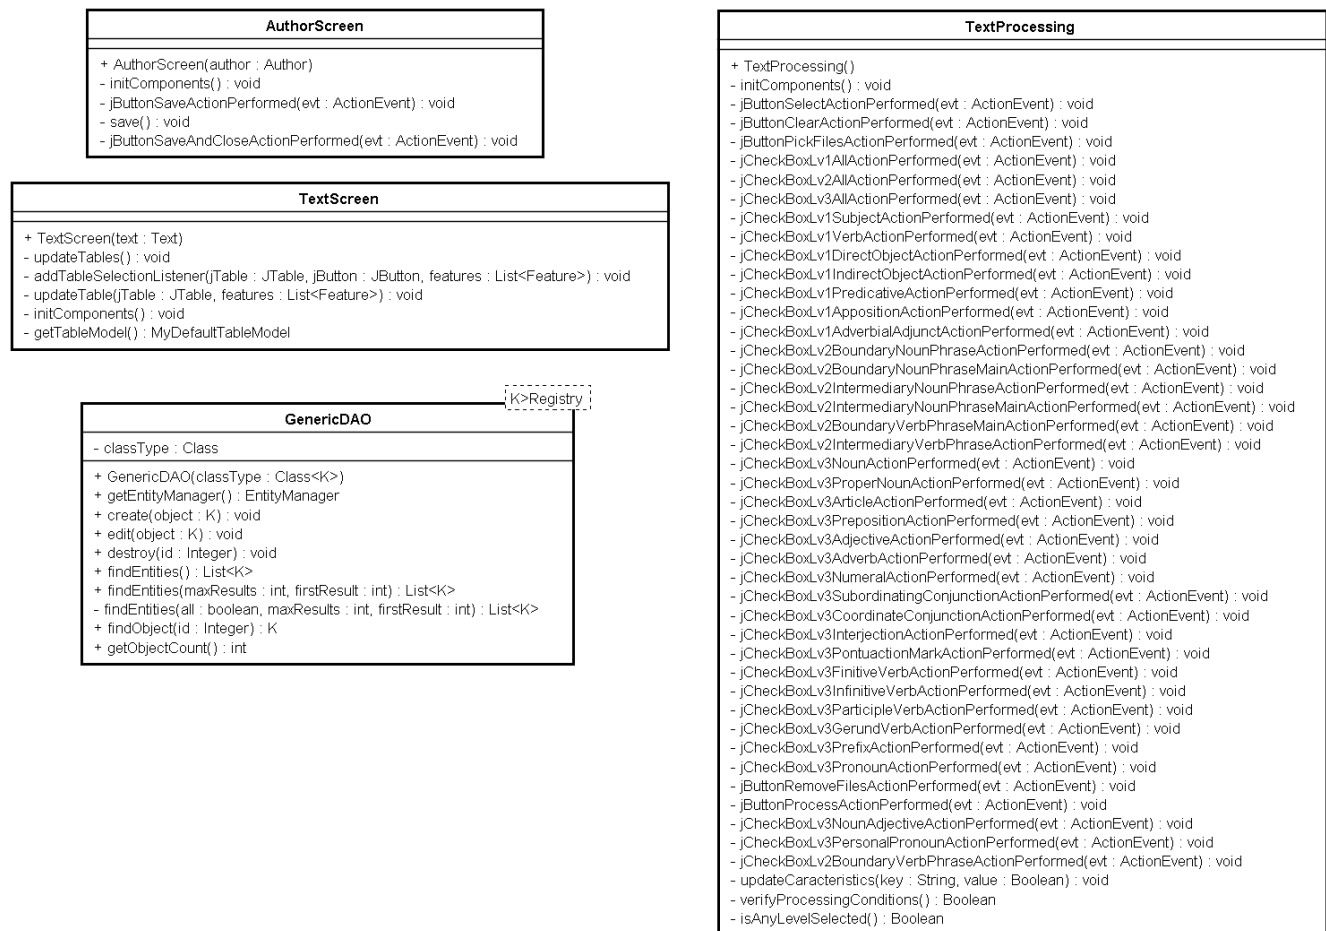 AuthorScreen
+ AuthorScreen(author : Author)
- initComponents() : void
- jButtonSaveActionPerformed(evt : ActionEvent) : void
- save() : void
- jButtonSaveAndCloseActionPerformed(evt : ActionEvent) : void
TextScreen
+ TextScreen(text : Text)
- updateTables() : void
- addTableSelectionListener(jTable : JTable, jButton : JButton, features : List<Feature>) : void
- updateTable(jTable : JTable, features : List<Feature>) : void
- initComponents() : void
- getTableModel() : MyDefaultTableModel
K>Registry
GenericDAO
- classType : Class
+ GenericDAO(classType : Class<K>)
+ getEntityManager() : EntityManager
+ create(object : K) : void
+ edit(object : K) : void
+ destroy(id : Integer) : void
+ findEntities() : List<K>
+ findEntities(maxResults : int, firstResult : int) : List<K>
- findEntities(all : boolean, maxResults : int, firstResult : int) : List<K>
+ findObject(id : Integer) : K
+ getObjectCount() : int
TextProcessing
+ TextProcessing()
- initComponents() : void
- jButtonSelectActionPerformed(evt : ActionEvent) : void
- jButtonClearActionPerformed(evt : ActionEvent) : void
- jButtonPickFilesActionPerformed(evt : ActionEvent) : void
- jCheckBoxLv1AllActionPerformed(evt : ActionEvent) : void
- jCheckBoxLv2AllActionPerformed(evt : ActionEvent) : void
- jCheckBoxLv3AllActionPerformed(evt : ActionEvent) : void
- jCheckBoxLv1SubjectActionPerformed(evt : ActionEvent) : void
- jCheckBoxLv1VerbActionPerformed(evt : ActionEvent) : void
- jCheckBoxLv1DirectObjectActionPerformed(evt : ActionEvent) : void
- jCheckBoxLv1IndirectObjectActionPerformed(evt : ActionEvent) : void
- jCheckBoxLv1PredicativeActionPerformed(evt : ActionEvent) : void
- jCheckBoxLv1AppositionActionPerformed(evt : ActionEvent) : void
- jCheckBoxLv1AdverbialAdjunctActionPerformed(evt : ActionEvent) : void
- jCheckBoxLv2BoundaryNounPhraseActionPerformed(evt : ActionEvent) : void
- jCheckBoxLv2BoundaryNounPhraseMainActionPerformed(evt : ActionEvent) : void
- jCheckBoxLv2IntermediaryNounPhraseActionPerformed(evt : ActionEvent) : void
- jCheckBoxLv2IntermediaryNounPhraseMainActionPerformed(evt : ActionEvent) : void
- jCheckBoxLv2BoundaryVerbPhraseMainActionPerformed(evt : ActionEvent) : void
- jCheckBoxLv2IntermediaryVerbPhraseActionPerformed(evt : ActionEvent) : void
- jCheckBoxLv3NounActionPerformed(evt : ActionEvent) : void
- jCheckBoxLv3ProperNounActionPerformed(evt : ActionEvent) : void
- jCheckBoxLv3ArticleActionPerformed(evt : ActionEvent) : void
- jCheckBoxLv3PrepositionActionPerformed(evt : ActionEvent) : void
- jCheckBoxLv3AdjectiveActionPerformed(evt : ActionEvent) : void
- jCheckBoxLv3AdverbActionPerformed(evt : ActionEvent) : void
- jCheckBoxLv3NumeralActionPerformed(evt : ActionEvent) : void
- jCheckBoxLv3SubordinatingConjunctionActionPerformed(evt : ActionEvent) : void
- jCheckBoxLv3CoordinateConjunctionActionPerformed(evt : ActionEvent) : void
- jCheckBoxLv3InterjectionActionPerformed(evt : ActionEvent) : void
- jCheckBoxLv3PontuactionMarkActionPerformed(evt : ActionEvent) : void
- jCheckBoxLv3FinitiveVerbActionPerformed(evt : ActionEvent) : void
- jCheckBoxLv3InfinitiveVerbActionPerformed(evt : ActionEvent) : void
- jCheckBoxLv3ParticipleVerbActionPerformed(evt : ActionEvent) : void
- jCheckBoxLv3GerundVerbActionPerformed(evt : ActionEvent) : void
- jCheckBoxLv3PrefixActionPerformed(evt : ActionEvent) : void
- jCheckBoxLv3PronounActionPerformed(evt : ActionEvent) : void
- jButtonRemoveFilesActionPerformed(evt : ActionEvent) : void
- jButtonProcessActionPerformed(evt : ActionEvent) : void
- jCheckBoxLv3NounAdjectiveActionPerformed(evt : ActionEvent) : void
- jCheckBoxLv3PersonalPronounActionPerformed(evt : ActionEvent) : void
- jCheckBoxLv2BoundaryVerbPhraseActionPerformed(evt : ActionEvent) : void
- updateCaracteristics(key : String, value : Boolean) : void
- verifyProcessingConditions() : Boolean
- isAnyLevelSelected() : Boolean